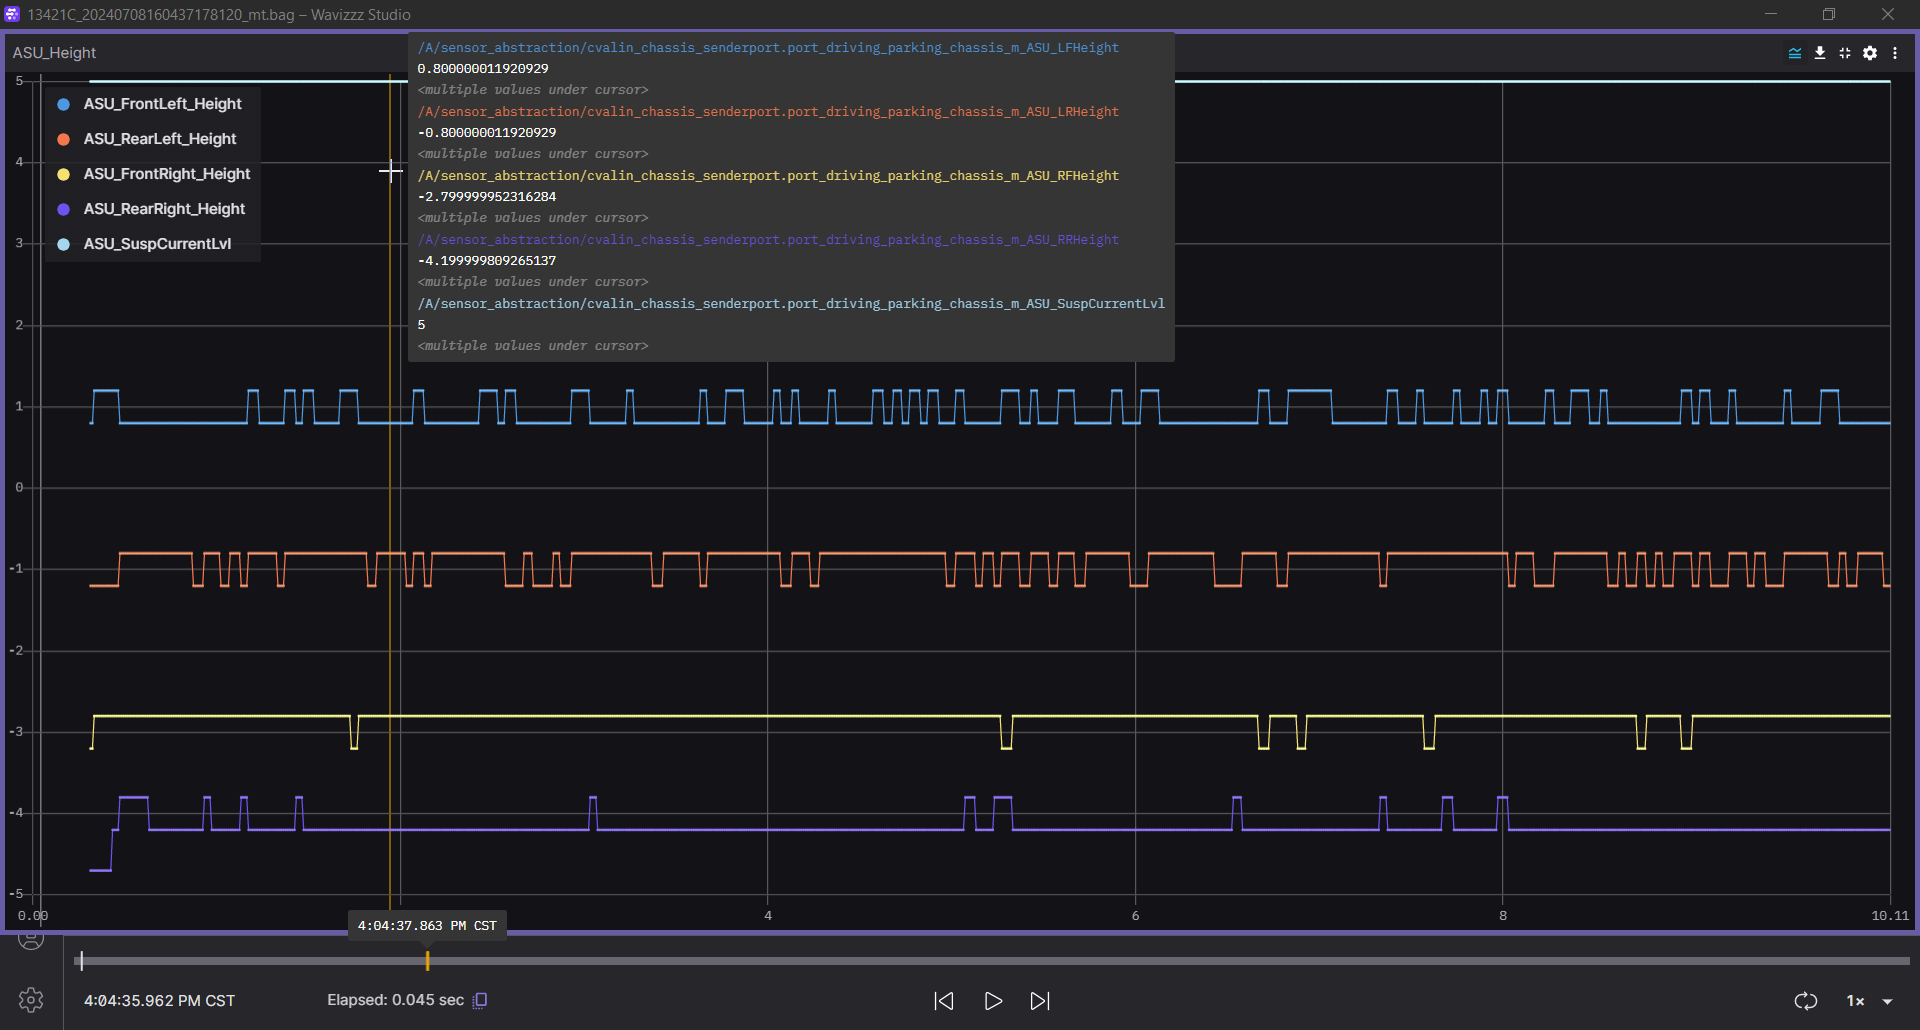 13421C_20240708160437178120_mt.bag – Wavizzz Studio
ASU_Height
/A/sensor_abstraction/cvalin_chassis_senderport.port_driving_parking_chassis_m_ASU_LFHeight
0.800000011920929
<multiple values under cursor>
/A/sensor_abstraction/cvalin_chassis_senderport.port_driving_parking_chassis_m_ASU_LRHeight
-0.800000011920929
<multiple values under cursor>
/A/sensor_abstraction/cvalin_chassis_senderport.port_driving_parking_chassis_m_ASU_RFHeight
-2.799999952316284
<multiple values under cursor>
/A/sensor_abstraction/cvalin_chassis_senderport.port_driving_parking_chassis_m_ASU_RRHeight
-4.199999809265137
<multiple values under cursor>
/A/sensor_abstraction/cvalin_chassis_senderport.port_driving_parking_chassis_m_ASU_SuspCurrentLvl
5
<multiple values under cursor>
ASU_FrontLeft_Height
ASU_RearLeft_Height
ASU_FrontRight_Height
ASU_RearRight_Height
ASU_SuspCurrentLvl
5
4
3
2
1
0
-1
-2
-3
-4
-5
0.00
4
6
8
10.11
4:04:37.863 PM CST
4:04:35.962 PM CST
Elapsed: 0.045 sec
1×